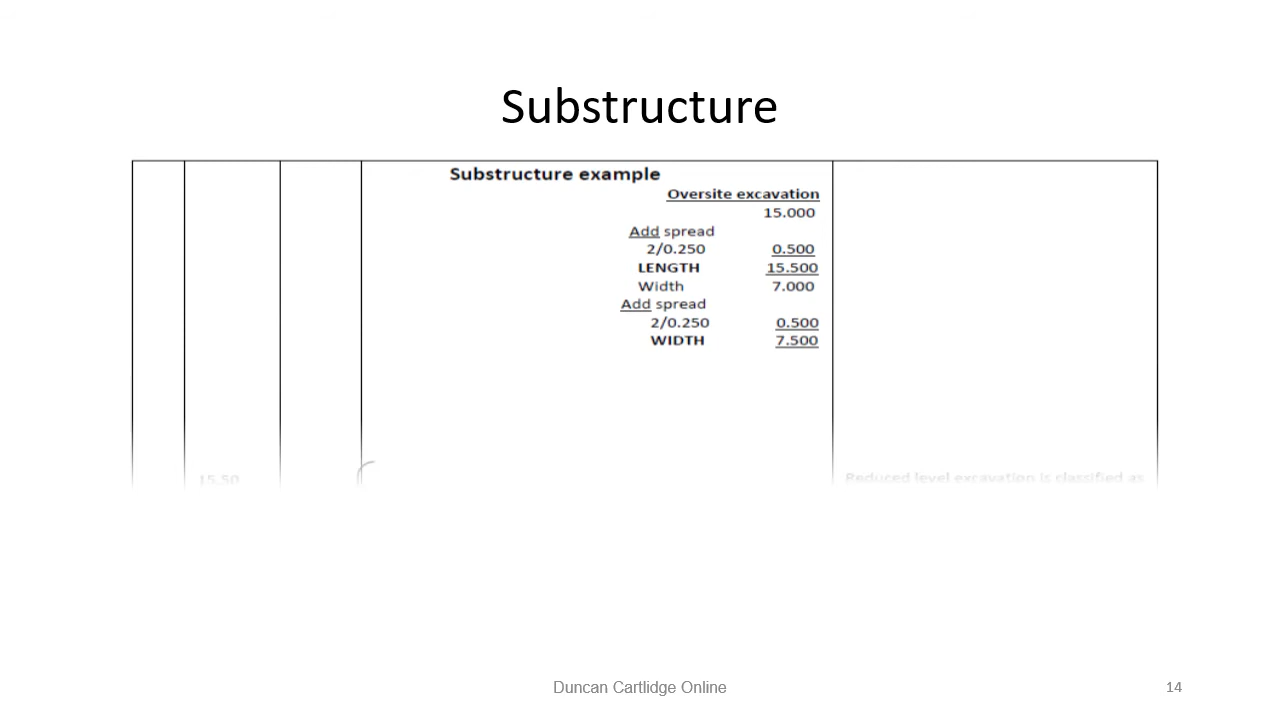 Substructure
Substructure example
Oversite excavation
15.000
Add spread
2/0.250 0.500
LENGTH 15.500
Width 7.000
Add spread
2/0.250 0.500
WIDTH 7.500
15.50 Reduced level excavation is classified as
Duncan Cartlidge Online 14